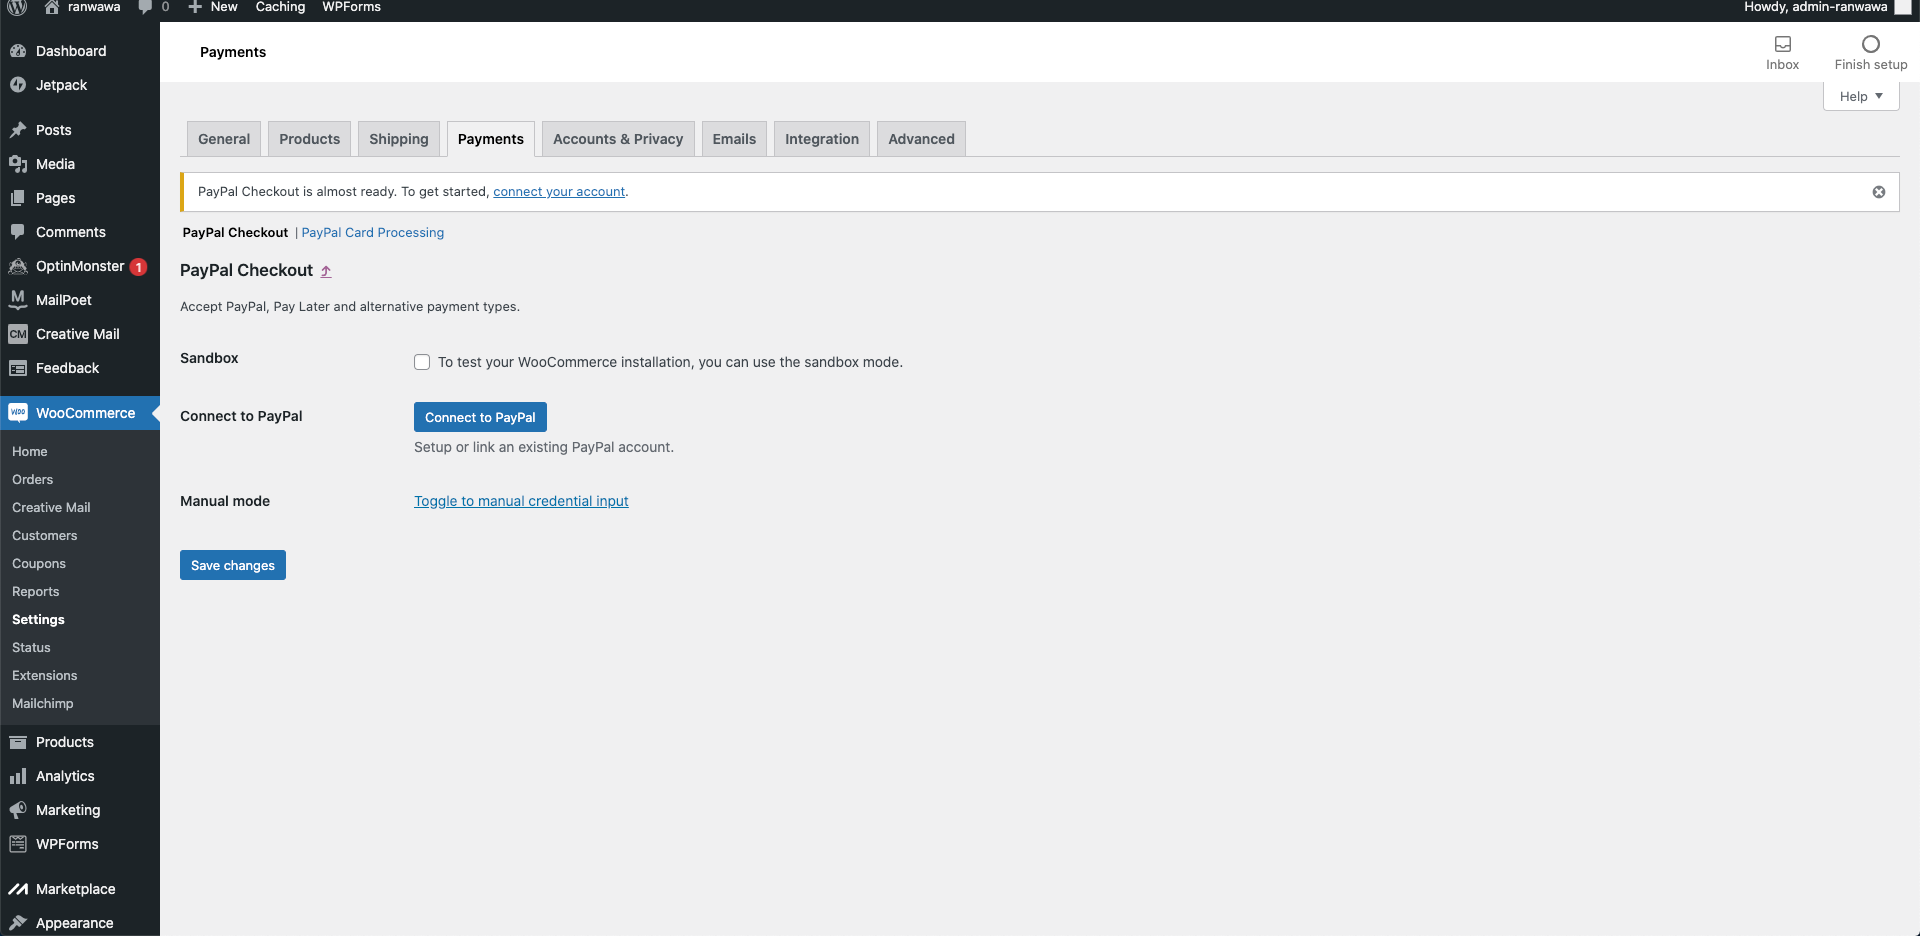 ranwawa 0 New Caching WPForms Howdy, admin-ranwawa
Dashboard
Jetpack
Posts
Media
Pages
Comments
OptinMonster 1
MailPoet
CM Creative Mail
Feedback
Woo WooCommerce
Home
Orders
Creative Mail
Customers
Coupons
Reports
Settings
Status
Extensions
Mailchimp
Products
Analytics
Marketing
WPForms
Marketplace
Appearance
Payments
Inbox
Finish setup
Help
General Products Shipping Payments Accounts & Privacy Emails Integration Advanced
PayPal Checkout is almost ready. To get started, connect your account.
PayPal Checkout | PayPal Card Processing
PayPal Checkout
Accept PayPal, Pay Later and alternative payment types.
Sandbox To test your WooCommerce installation, you can use the sandbox mode.
Connect to PayPal Connect to PayPal
Setup or link an existing PayPal account.
Manual mode Toggle to manual credential input
Save changes